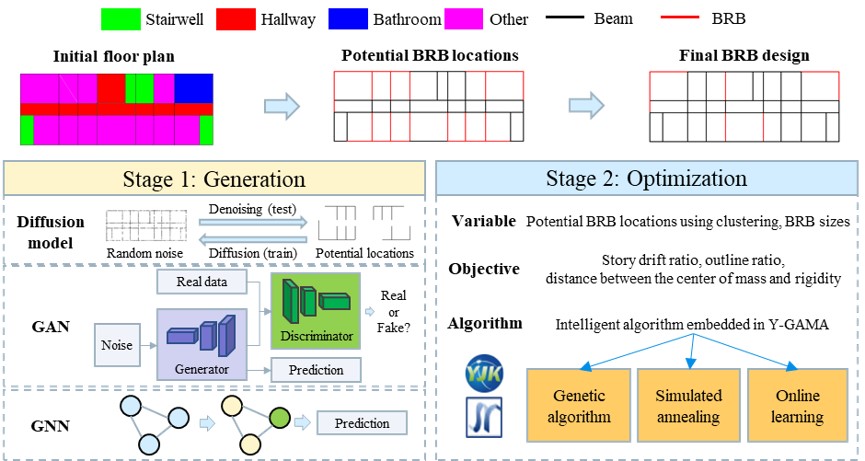 Stairwell Hallway Bathroom Other Beam BRB
Initial floor plan
Potential BRB locations
Final BRB design
Stage 1: Generation
Diffusion
model
Random noise
Denoising (test)
Diffusion (train)
Potential locations
GAN
Noise
Real data
Generator
Discriminator
Prediction
Real
or
Fake?
GNN
Prediction
Stage 2: Optimization
Variable Potential BRB locations using clustering, BRB sizes
Objective
Story drift ratio, outline ratio,
distance between the center of mass and rigidity
Algorithm Intelligent algorithm embedded in Y-GAMA
YJK
Genetic
algorithm
Simulated
annealing
Online
learning